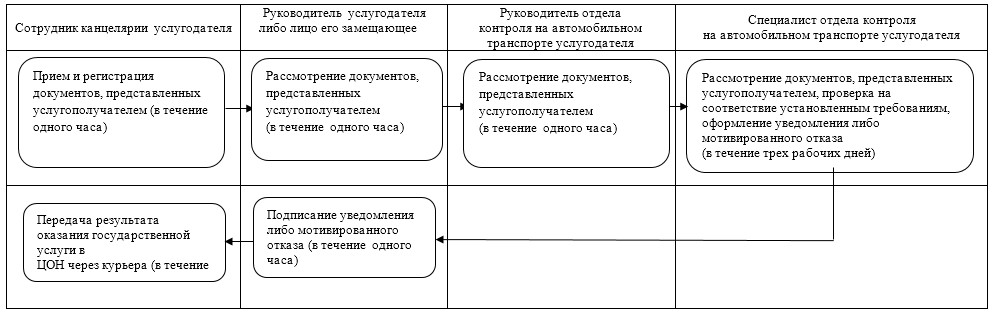 Сотрудник канцелярии услугодателя
Руководитель услугодателя
либо лицо его замещающее
Руководитель отдела
контроля на автомобильном
транспорте услугодателя
Специалист отдела контроля
на автомобильном транспорте услугодателя
Прием и регистрация
документов, представленных
услугополучателем (в течение
одного часа)
Рассмотрение документов,
представленных
услугополучателем
(в течение одного часа)
Рассмотрение документов,
представленных
услугополучателем
(в течение одного часа)
Рассмотрение документов, представленных
услугополучателем, проверка на
соответствие установленным требованиям,
оформление уведомления либо
мотивированного отказа
(в течение трех рабочих дней)
Передача результата
оказания государственной
услуги в
ЦОН через курьера (в течение
Подписание уведомления
либо мотивированного
отказа (в течение одного
часа)